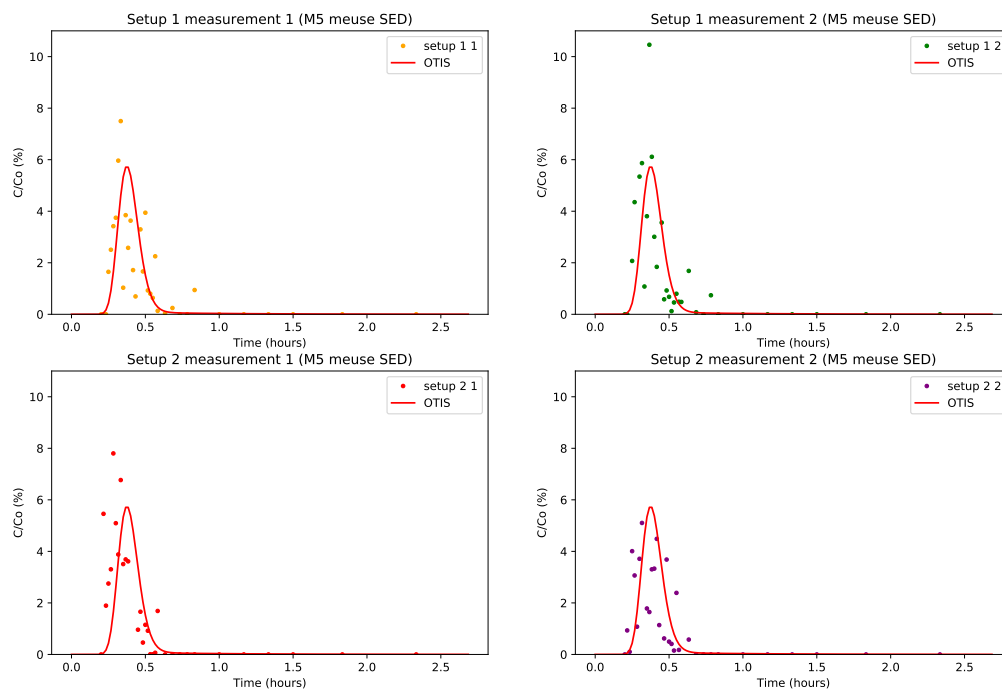 Setup 1 measurement 1 (M5 meuse SED)
10
8
6
4
2
0
C/Co (%)
setup 1 1
OTIS
0.0 0.5 1.0 1.5 2.0 2.5
Time (hours)
Setup 1 measurement 2 (M5 meuse SED)
10
8
6
4
2
0
C/Co (%)
setup 1 2
OTIS
0.0 0.5 1.0 1.5 2.0 2.5
Time (hours)
Setup 2 measurement 1 (M5 meuse SED)
10
8
6
4
2
0
C/Co (%)
setup 2 1
OTIS
0.0 0.5 1.0 1.5 2.0 2.5
Time (hours)
Setup 2 measurement 2 (M5 meuse SED)
10
8
6
4
2
0
C/Co (%)
setup 2 2
OTIS
0.0 0.5 1.0 1.5 2.0 2.5
Time (hours)